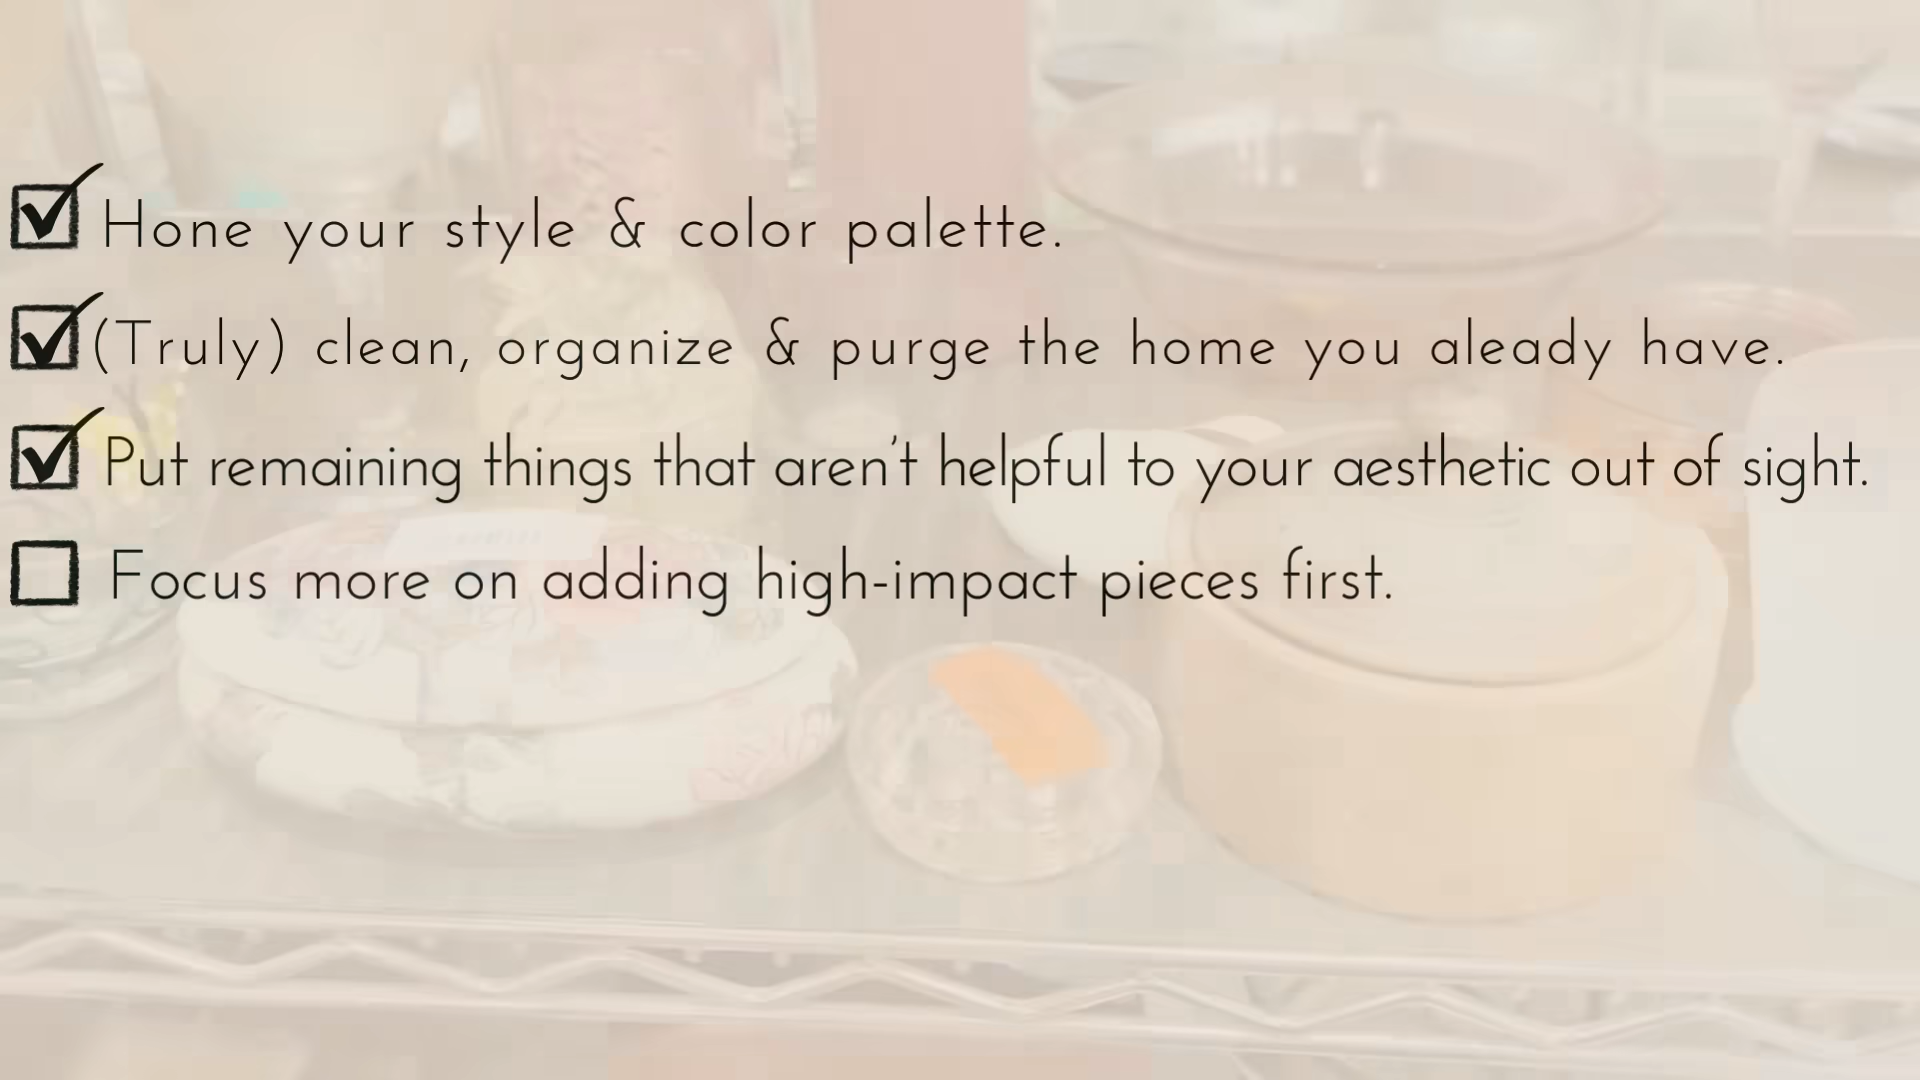 Hone your style & color palette.
(Truly) clean, organize & purge the home you aleady have.
Put remaining things that aren't helpful to your aesthetic out of sight.
Focus more on adding high-impact pieces first.